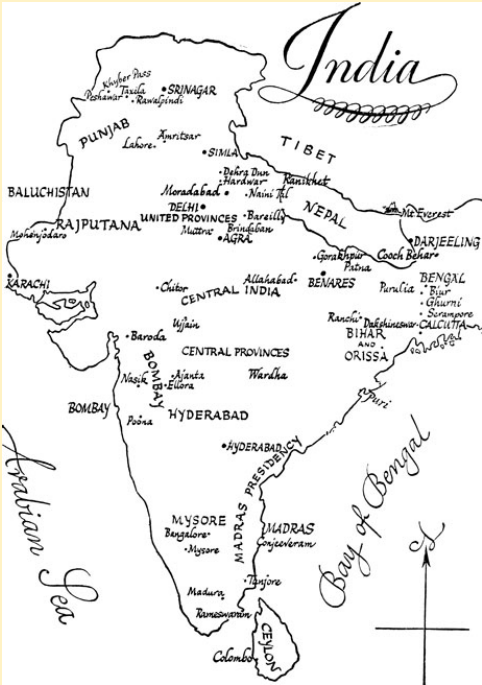 India
Khyber Pass
Peshawar Taxila SRINAGAR
Rawalpindi
PUNJAB
Amritsar
Lahore
SIMLA
TIBET
Dehra Dun
Hardwar Ranikhet
BALUCHISTAN
Moradabad Naini Tal
DELHI
NEPAL
Mt Everest
RAJPUTANA
UNITED PROVINCES Bareilly
Mohenjodaro
Muttra Brindaban
AGRA
DARJEELING
Gorakhpur Cooch Behar
Patna
KARACHI
Chitor
Allahabad
BENARES
BENGAL
CENTRAL INDIA
Purulia Bijur
Ghurni
Serampore
Ujjain
Ranchi Dakshineswar CALCUTTA
Baroda
BIHAR
AND
ORISSA
CENTRAL PROVINCES
BOMBAY
Nasik Ajanta
Ellora
Wardha
BOMBAY
HYDERABAD
Puri
Poona
HYDERABAD
MADRAS PRESIDENCY
Arabian Sea
Bay of Bengal
MYSORE
MADRAS
Bangalore
Conjeeveram
Mysore
Tanjore
Madura
Rameswaram
CEYLON
Colombo